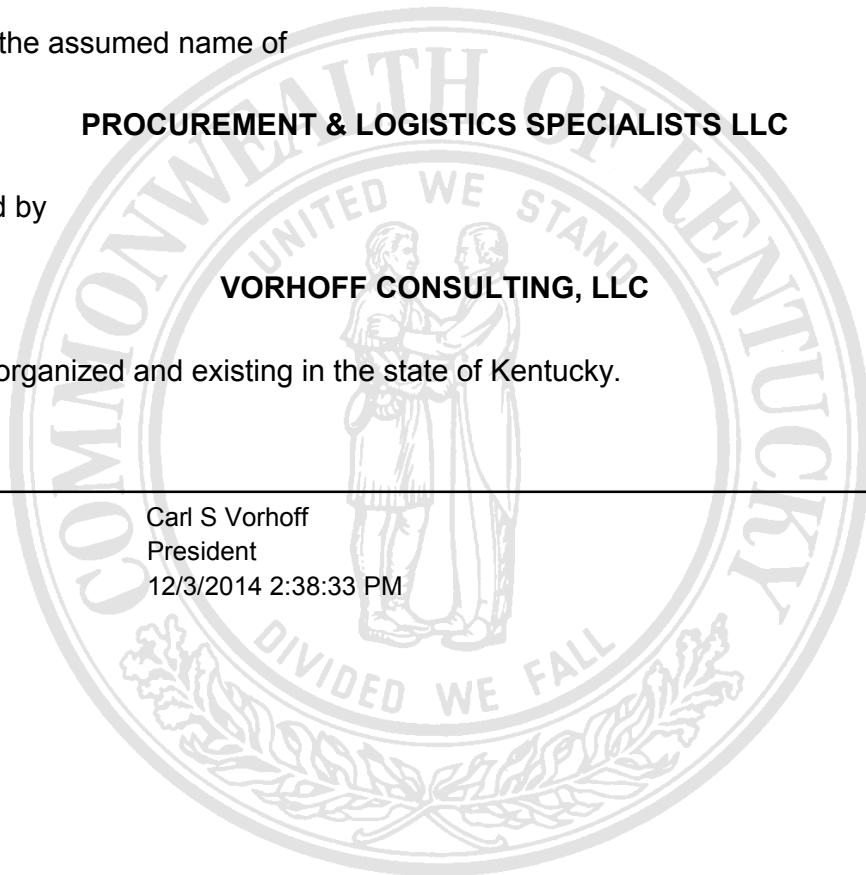 the assumed name of
PROCUREMENT & LOGISTICS SPECIALISTS LLC
d by
VORHOFF CONSULTING, LLC
organized and existing in the state of Kentucky.
Carl S Vorhoff
President
12/3/2014 2:38:33 PM
COMMONWEALTH OF KENTUCKY
UNITED WE STAND
DIVIDED WE FALL